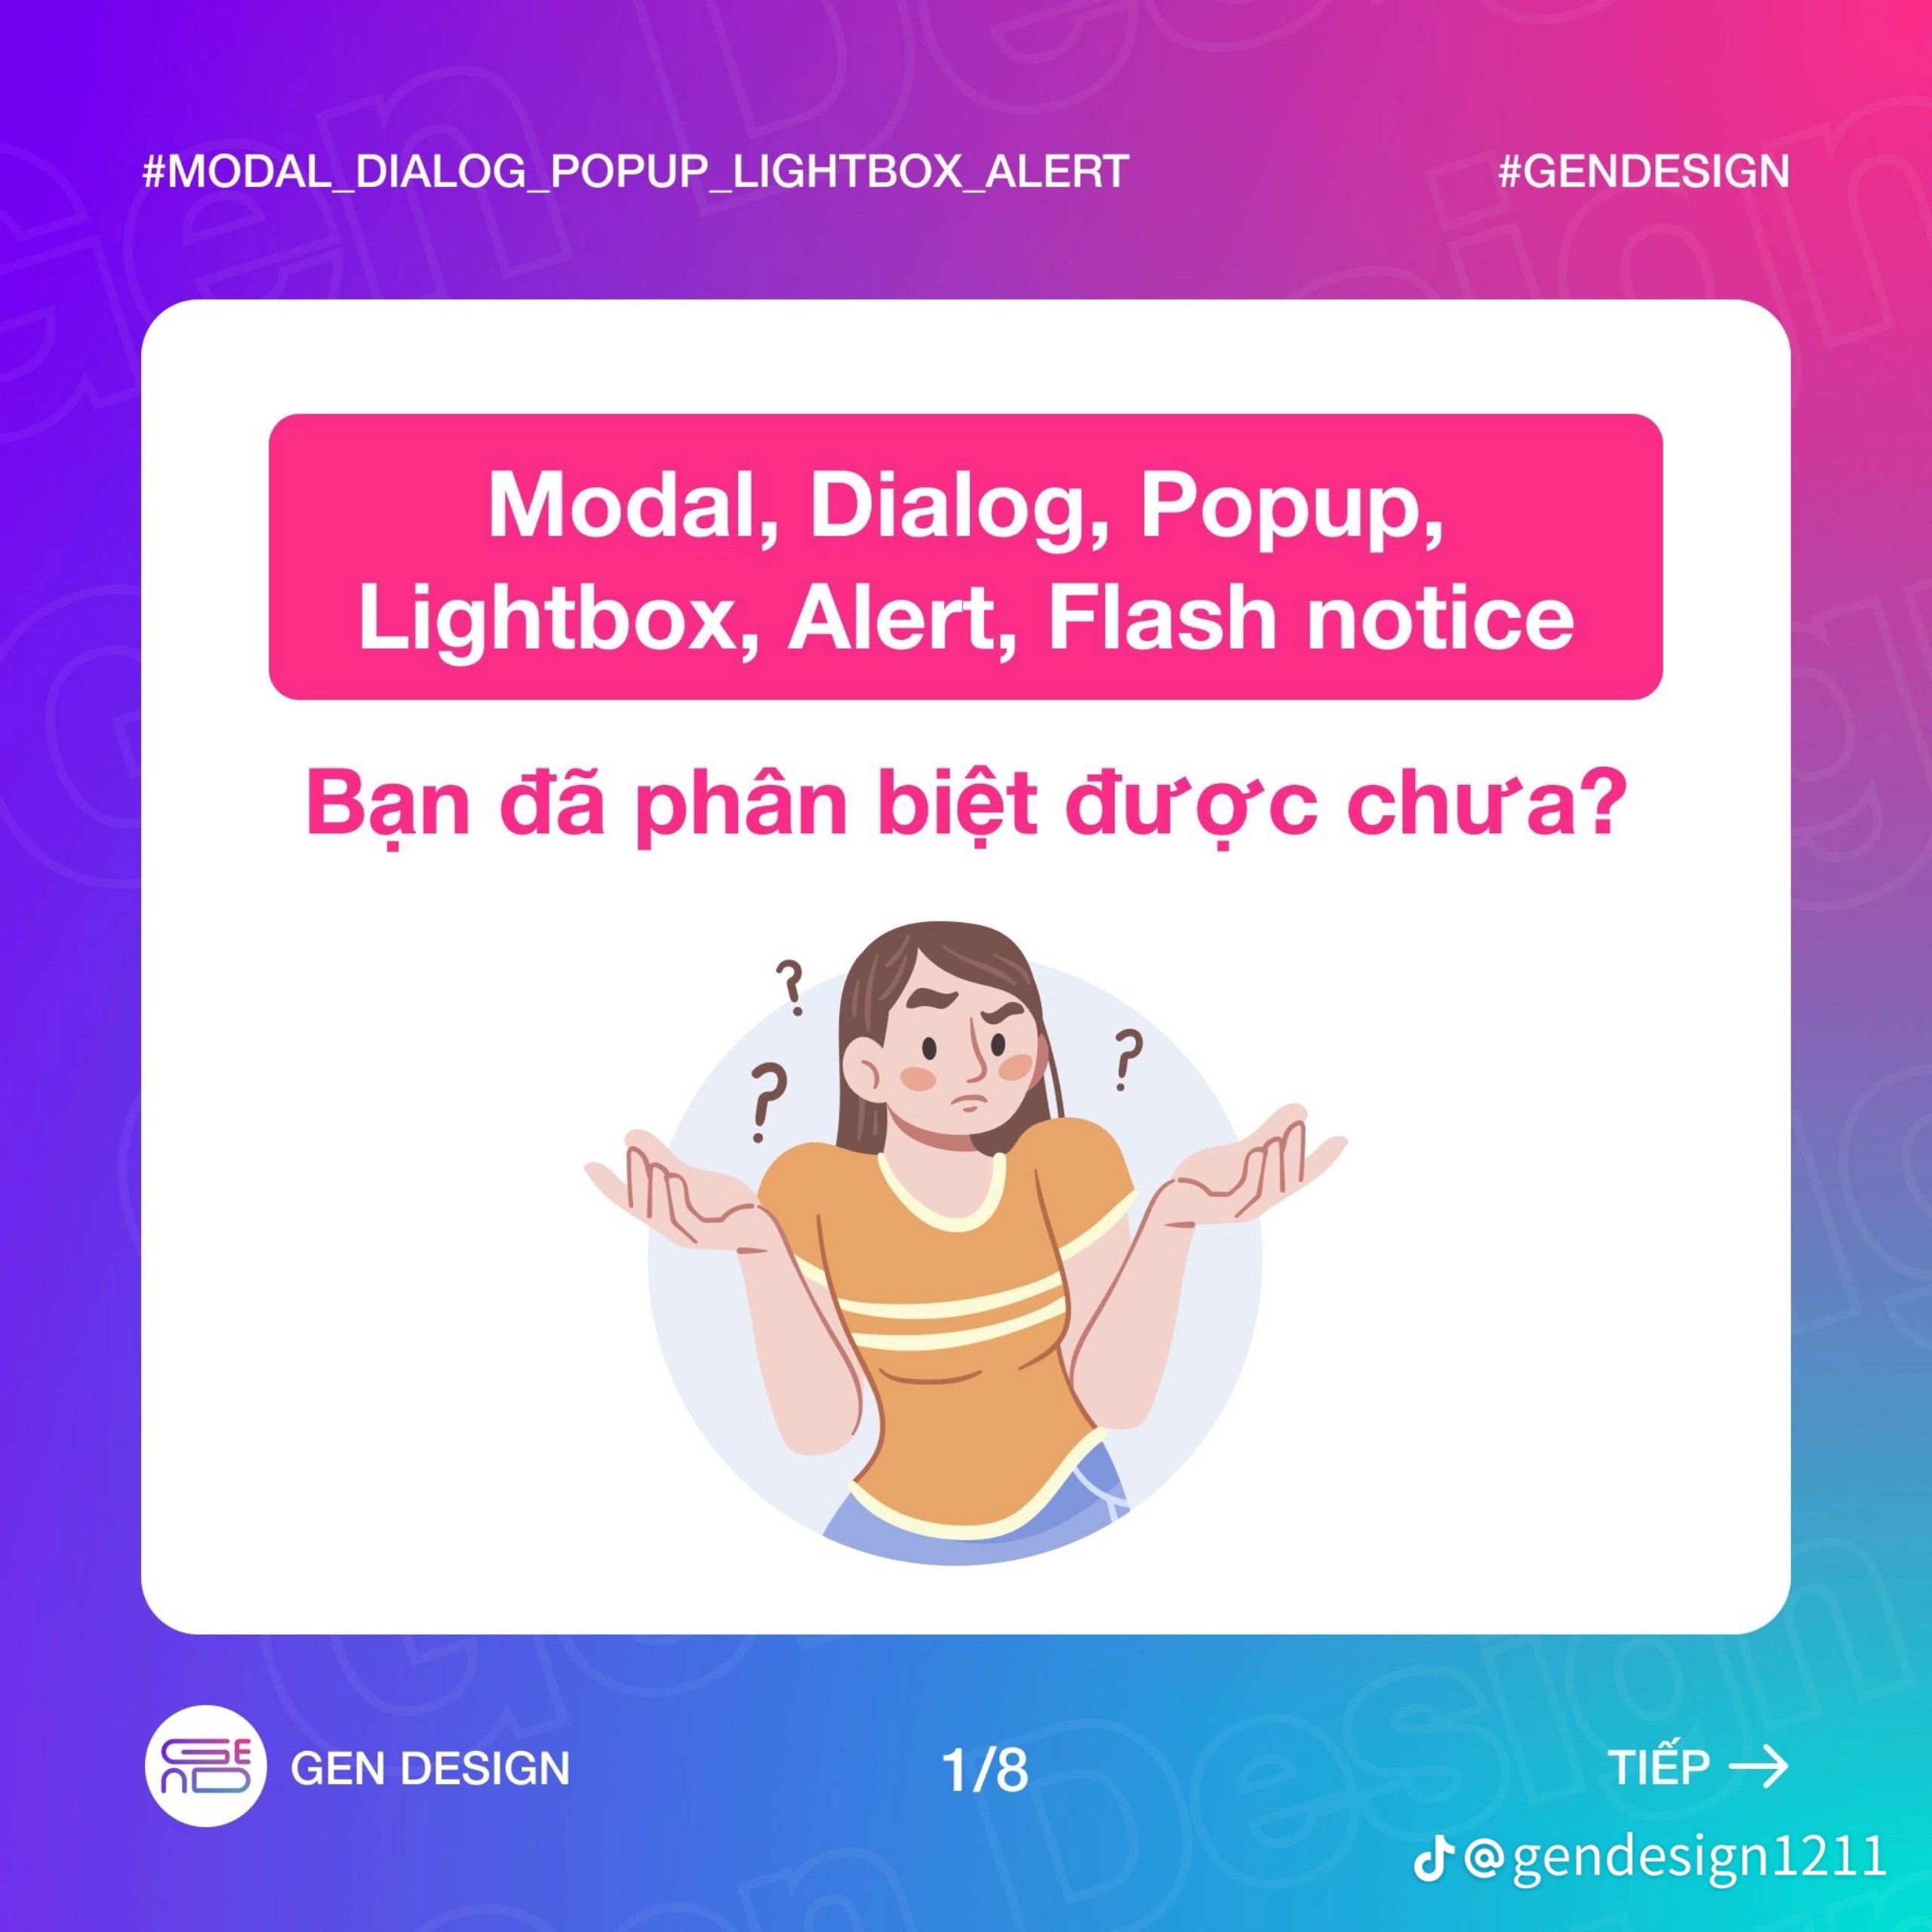 #MODAL_DIALOG_POPUP_LIGHTBOX_ALERT
#GENDESIGN
Modal, Dialog, Popup,
Lightbox, Alert, Flash notice
Bạn đã phân biệt được chưa?
GEN DESIGN
1/8
TIẾP →
@gendesign1211